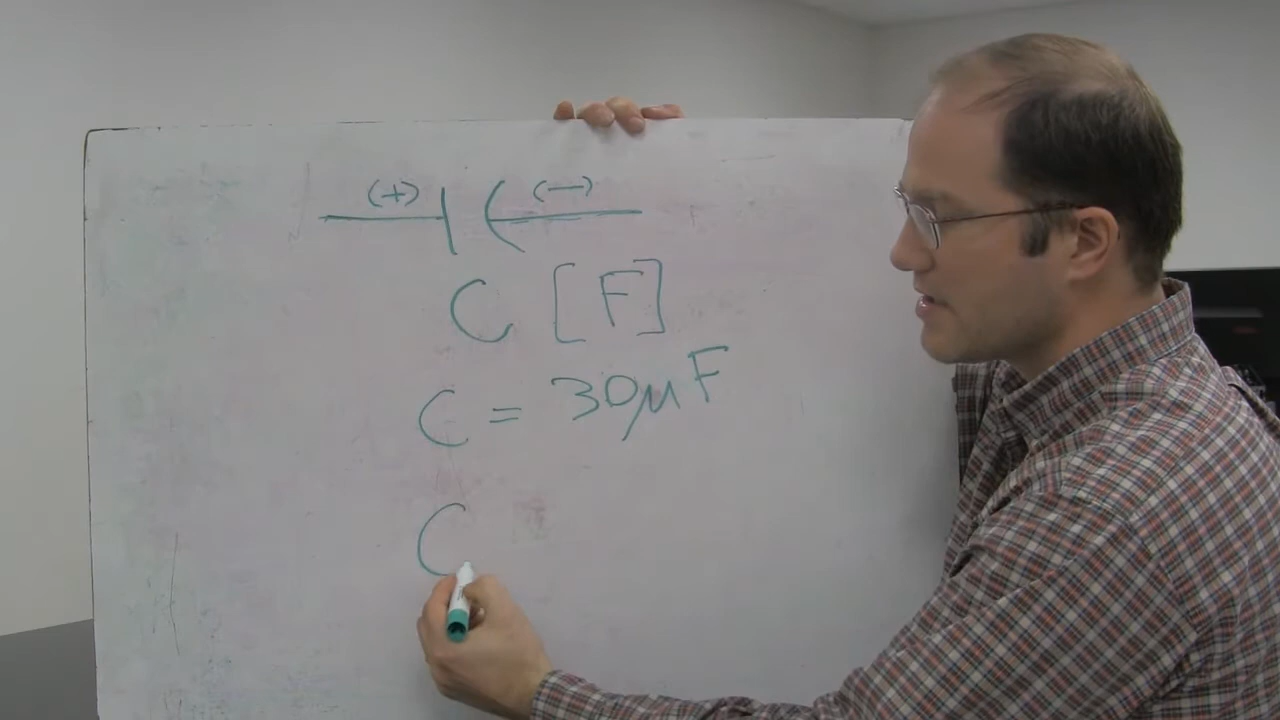 (+) (−)
C [F]
C = 30μF
C